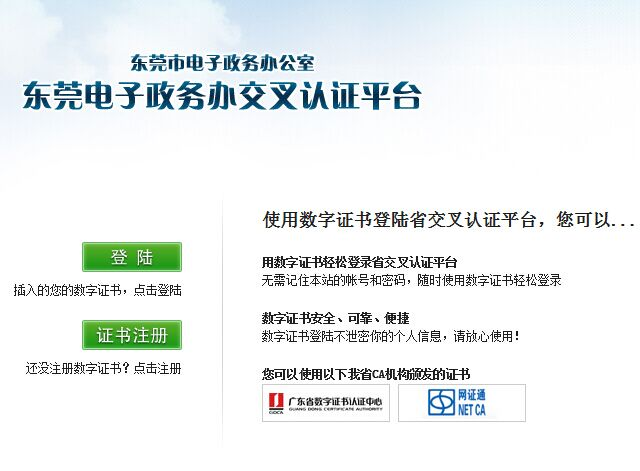 东莞市电子政务办公室
东莞电子政务办交叉认证平台
使用数字证书登陆省交叉认证平台，您可以...
登 陆
插入的您的数字证书，点击登陆
证书注册
还没注册数字证书？点击注册
用数字证书轻松登录省交叉认证平台
无需记住本站的帐号和密码，随时使用数字证书轻松登录
数字证书安全、可靠、便捷
数字证书登陆不泄密你的个人信息，请放心使用！
您可以使用以下我省CA机构颁发的证书
GDCA
广东省数字证书认证中心
GUANG DONG CERTIFICATE AUTHORITY
网证通
NET CA